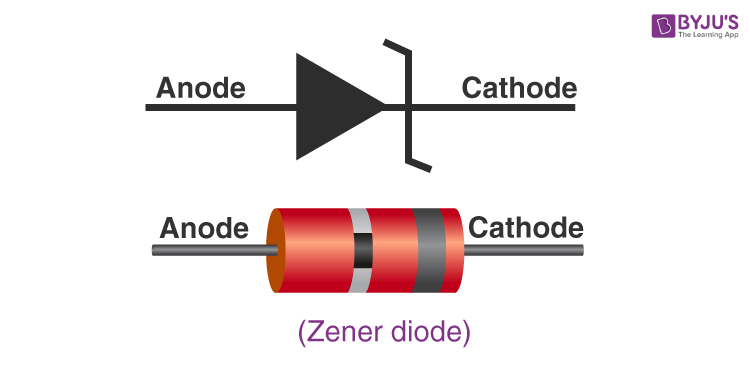 BYJU'S
The Learning App
Anode
Cathode
Anode
Cathode
(Zener diode)